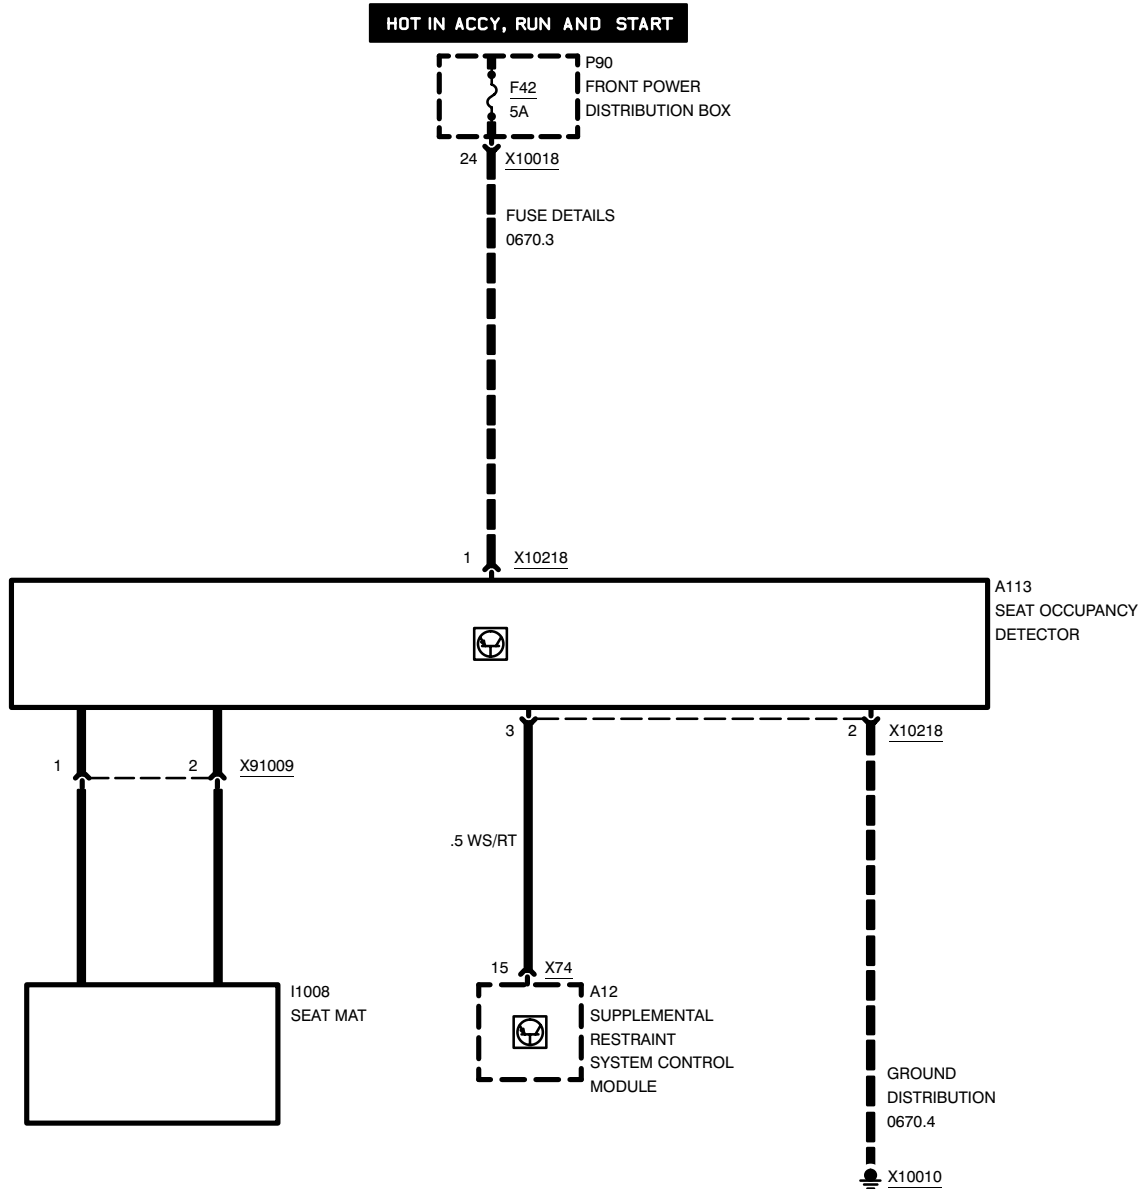 HOT IN ACCY, RUN AND START
P90
FRONT POWER
DISTRIBUTION BOX
F42
5A
24 X10018
FUSE DETAILS
0670.3
1 X10218
A113
SEAT OCCUPANCY
DETECTOR
3
2 X10218
1
2 X91009
.5 WS/RT
15 X74
I1008
SEAT MAT
A12
SUPPLEMENTAL
RESTRAINT
SYSTEM CONTROL
MODULE
GROUND
DISTRIBUTION
0670.4
X10010